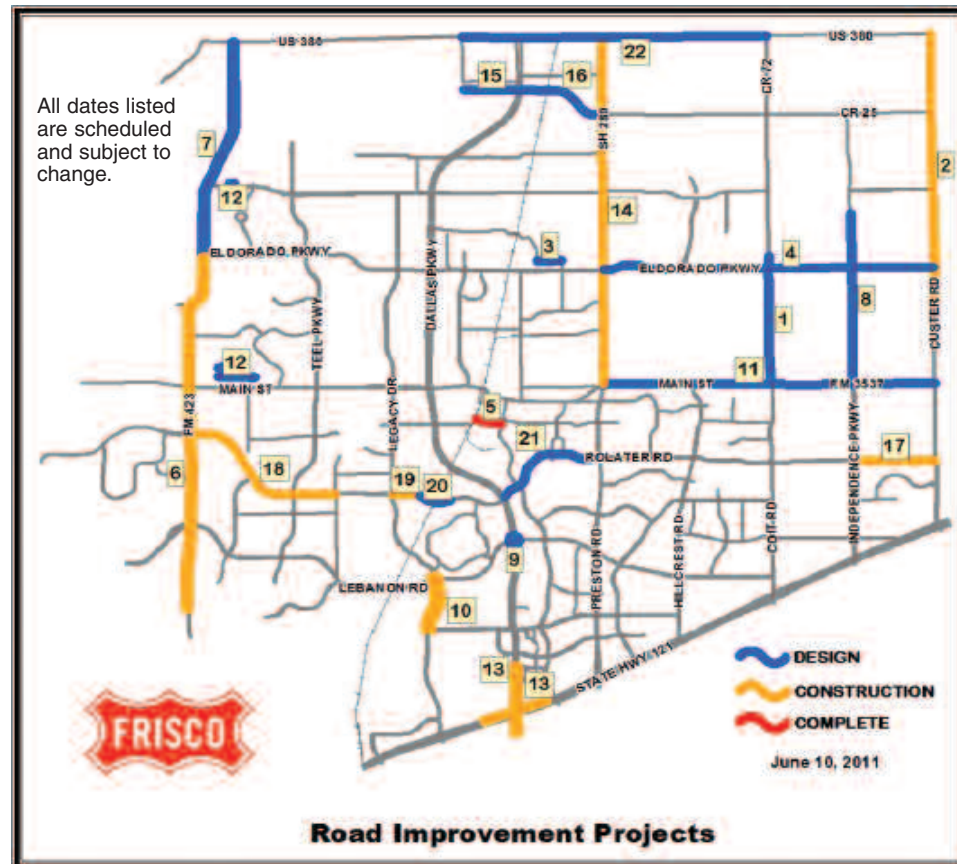 US 380
US 380
22
15
16
CR 72
All dates listed
are scheduled
and subject to
change.
CR 25
7
SH 289
2
12
14
DALLAS PKWY
3
ELDORADO PKWY
4
ELDORADO PKWY
8
CUSTER RD
1
TEEL PKWY
12
MAIN ST
11
MAIN ST
FM 3537
LEGACY DR
FM 423
5
21
INDEPENDENCE PKWY
ROLATER RD
17
6
18
19
20
PRESTON RD
HILLCREST RD
COIT RD
9
LEBANON RD
10
STATE HWY 121
13
13
DESIGN
CONSTRUCTION
COMPLETE
FRISCO
June 10, 2011
Road Improvement Projects